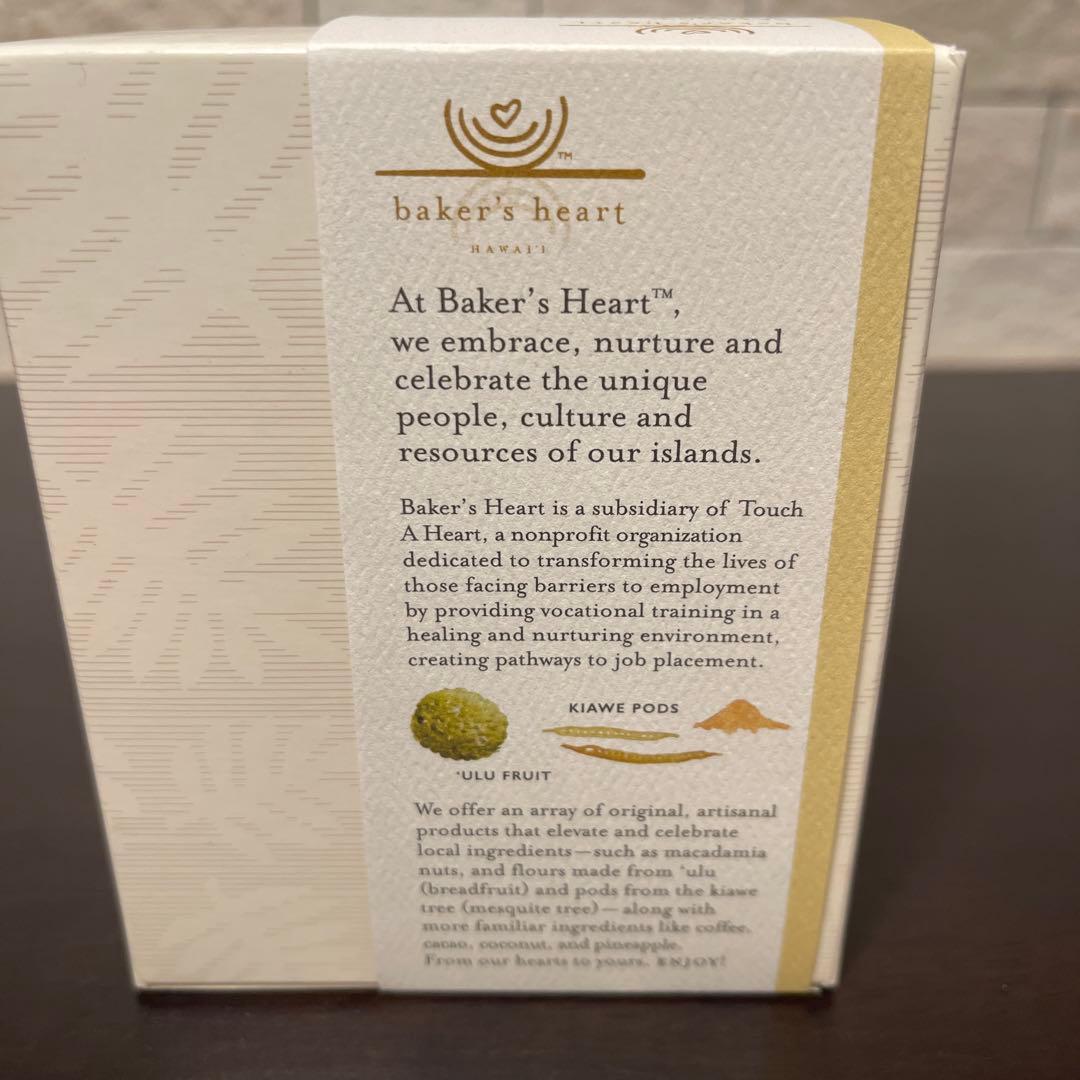 TM
baker's heart
HAWAI'I
At Baker's Heart™,
we embrace, nurture and
celebrate the unique
people, culture and
resources of our islands.
Baker's Heart is a subsidiary of Touch
A Heart, a nonprofit organization
dedicated to transforming the lives of
those facing barriers to employment
by providing vocational training in a
healing and nurturing environment,
creating pathways to job placement.
KIAWE PODS
'ULU FRUIT
We offer an array of original, artisanal
products that elevate and celebrate
local ingredients—such as macadamia
nuts, and flours made from 'ulu
(breadfruit) and pods from the kiawe
tree (mesquite tree)—along with
more familiar ingredients like coffee,
cacao, coconut, and pineapple.
From our hearts to yours. ENJOY!